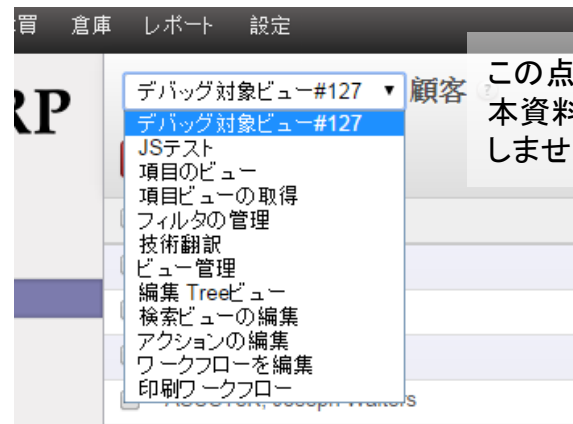 買 倉庫 レポート 設定
RP
デバッグ対象ビュー#127 顧客
この点
本資料
しませ
デバッグ対象ビュー#127
JSテスト
項目のビュー
項目ビューの取得
フィルタの管理
技術翻訳
ビュー管理
編集 Treeビュー
検索ビューの編集
アクションの編集
ワークフローを編集
印刷ワークフロー